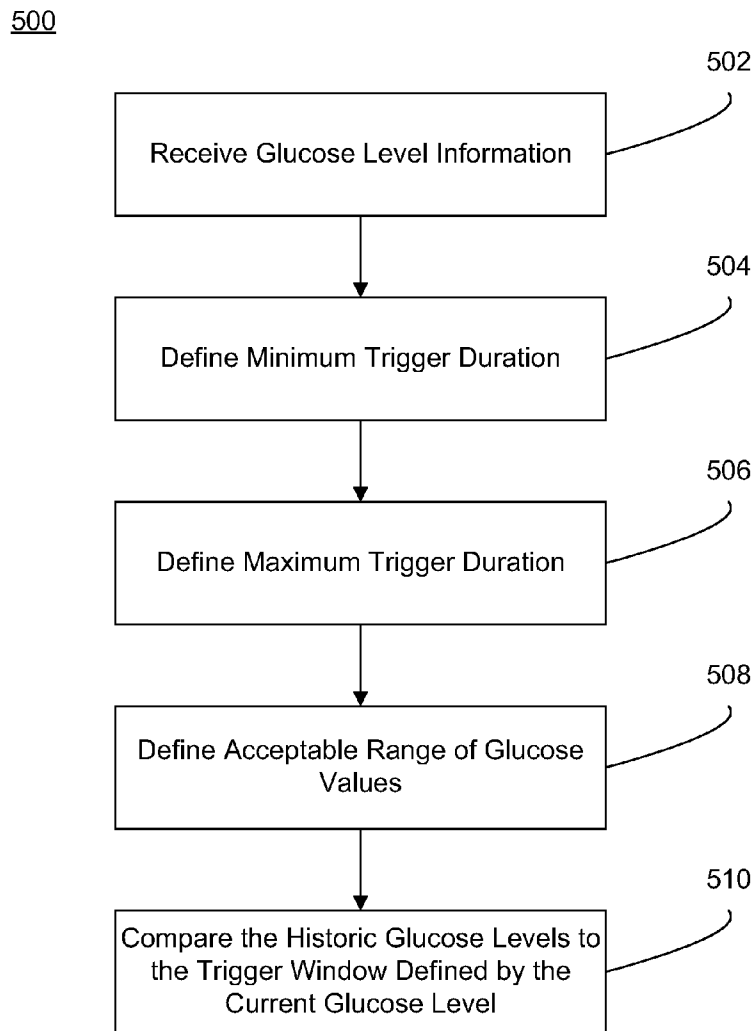 500
502
Receive Glucose Level Information
504
Define Minimum Trigger Duration
506
Define Maximum Trigger Duration
508
Define Acceptable Range of Glucose
Values
510
Compare the Historic Glucose Levels to
the Trigger Window Defined by the
Current Glucose Level